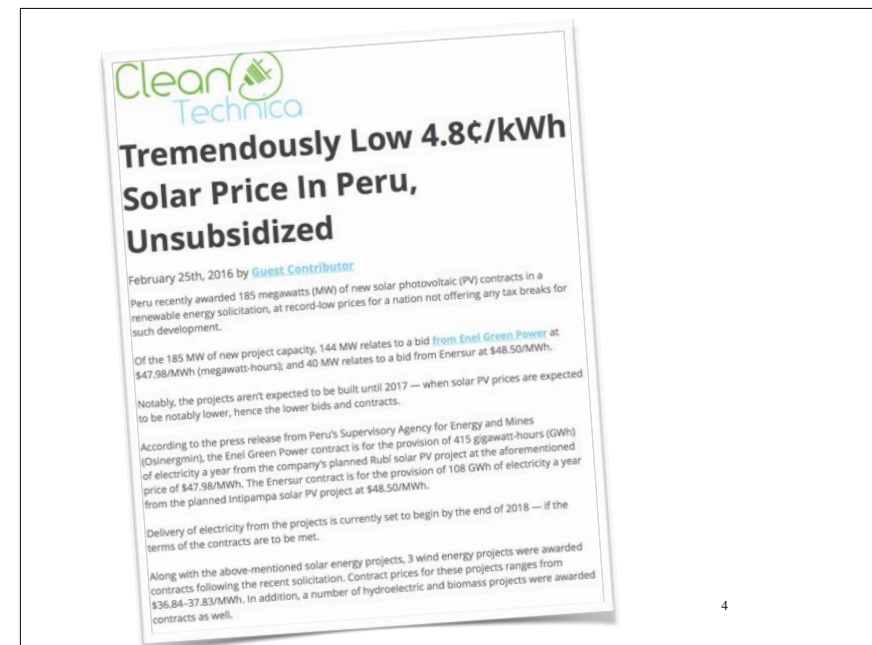 Clean
Technica
Tremendously Low 4.8¢/kWh
Solar Price In Peru,
Unsubsidized
February 25th, 2016 by Guest Contributor
Peru recently awarded 185 megawatts (MW) of new solar photovoltaic (PV) contracts in a
renewable energy solicitation, at record-low prices for a nation not offering any tax breaks for
such development.
Of the 185 MW of new project capacity, 144 MW relates to a bid from Enel Green Power at
$47.98/MWh (megawatt-hours); and 40 MW relates to a bid from Enersur at $48.50/MWh.
Notably, the projects aren't expected to be built until 2017 — when solar PV prices are expected
to be notably lower, hence the lower bids and contracts.
According to the press release from Peru's Supervisory Agency for Energy and Mines
(Osinergmin), the Enel Green Power contract is for the provision of 415 gigawatt-hours (GWh)
of electricity a year from the company's planned Rubí solar PV project at the aforementioned
price of $47.98/MWh. The Enersur contract is for the provision of 108 GWh of electricity a year
from the planned Intipampa solar PV project at $48.50/MWh.
Delivery of electricity from the projects is currently set to begin by the end of 2018 — if the
terms of the contracts are to be met.
Along with the above-mentioned solar energy projects, 3 wind energy projects were awarded
contracts following the recent solicitation. Contract prices for these projects ranges from
$36.84–37.83/MWh. In addition, a number of hydroelectric and biomass projects were awarded
contracts as well.
4